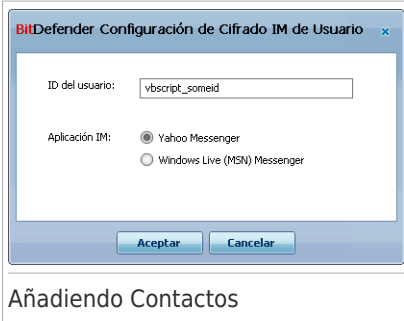 BitDefender Configuración de Cifrado IM de Usuario x
ID del usuario: vbscript_someid
Aplicación IM: Yahoo Messenger
Windows Live (MSN) Messenger
Aceptar Cancelar
Añadiendo Contactos